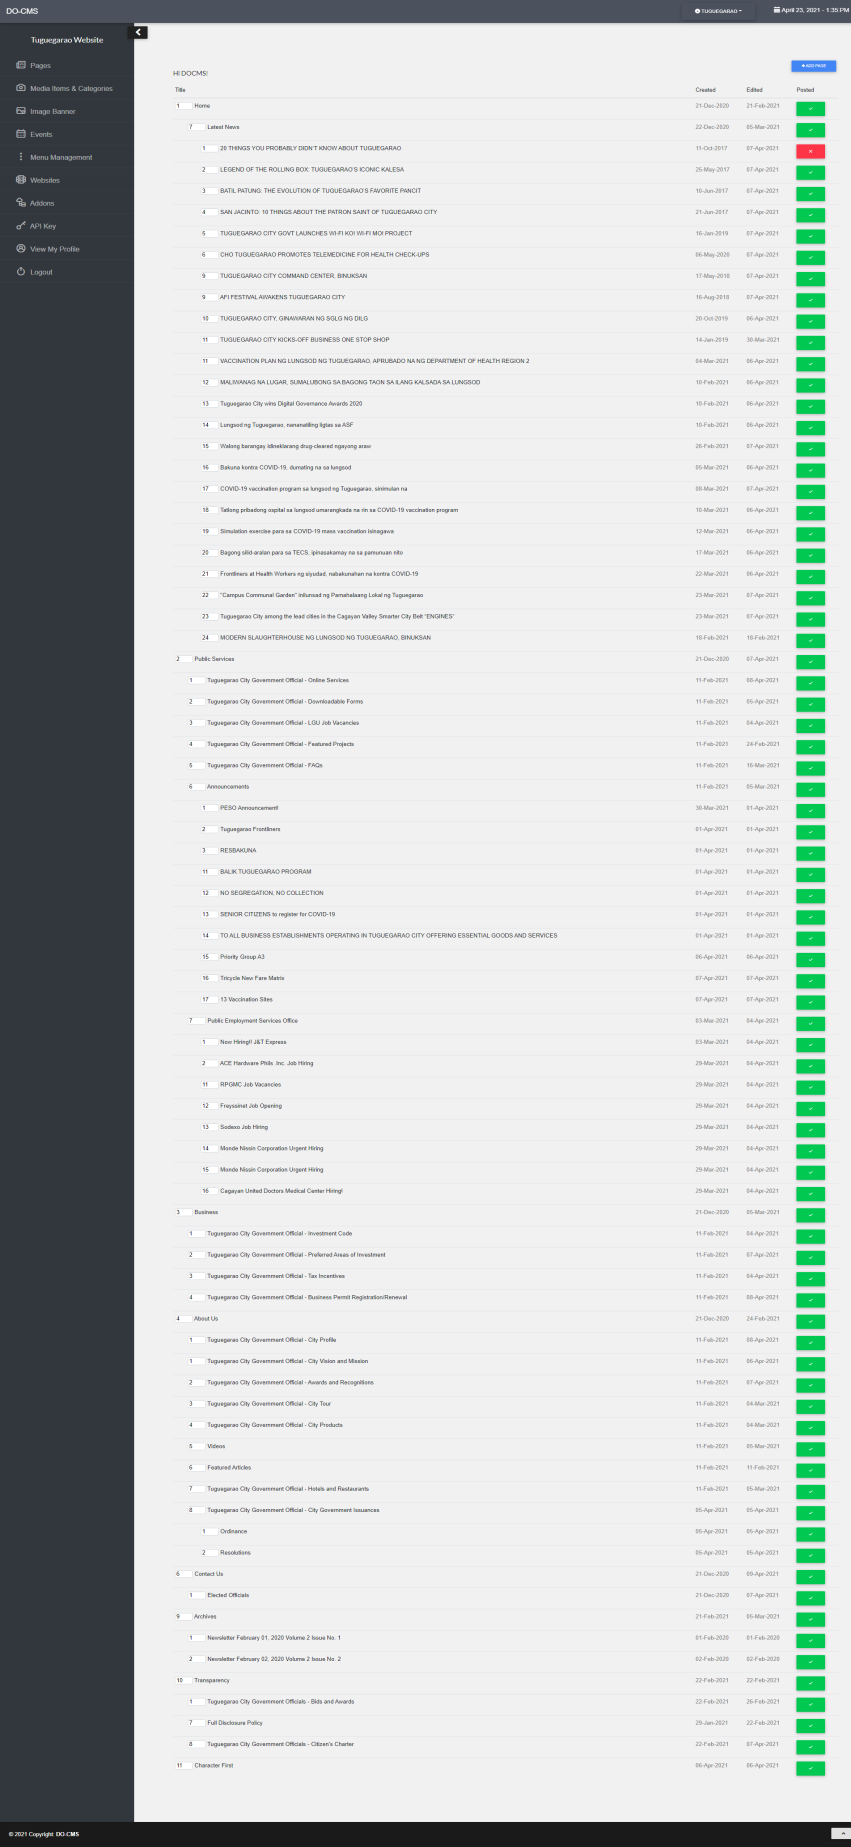 DO-CMS
TUGUEGARAO
April 23, 2021 - 1:35 PM
Tuguegarao Website
Pages
Media Items & Categories
Image Banner
Events
Menu Management
Websites
Addons
API Key
View My Profile
Logout
+ ADD PAGE
HI DOCMS!
Title Created Edited Posted
1 Home 21-Dec-2020 21-Feb-2021
7 Latest News 22-Dec-2020 05-Mar-2021
1 20 THINGS YOU PROBABLY DIDN'T KNOW ABOUT TUGUEGARAO 11-Oct-2017 07-Apr-2021
2 LEGEND OF THE ROLLING BOX: TUGUEGARAO'S ICONIC KALESA 25-May-2017 07-Apr-2021
3 BATIL PATUNG: THE EVOLUTION OF TUGUEGARAO'S FAVORITE PANCIT 10-Jun-2017 07-Apr-2021
4 SAN JACINTO: 10 THINGS ABOUT THE PATRON SAINT OF TUGUEGARAO CITY 21-Jun-2017 07-Apr-2021
5 TUGUEGARAO CITY GOVT LAUNCHES WI-FI KO! WI-FI MO! PROJECT 16-Jan-2019 07-Apr-2021
6 CHO TUGUEGARAO PROMOTES TELEMEDICINE FOR HEALTH CHECK-UPS 06-May-2020 07-Apr-2021
9 TUGUEGARAO CITY COMMAND CENTER, BINUKSAN 17-May-2018 07-Apr-2021
9 AFI FESTIVAL AWAKENS TUGUEGARAO CITY 16-Aug-2018 07-Apr-2021
10 TUGUEGARAO CITY, GINAWARAN NG SGLG NG DILG 20-Oct-2019 06-Apr-2021
11 TUGUEGARAO CITY KICKS-OFF BUSINESS ONE STOP SHOP 14-Jan-2019 30-Mar-2021
11 VACCINATION PLAN NG LUNGSOD NG TUGUEGARAO, APRUBADO NA NG DEPARTMENT OF HEALTH REGION 2 04-Mar-2021 06-Apr-2021
12 MALIWANAG NA LUGAR, SUMALUBONG SA BAGONG TAON SA ILANG KALSADA SA LUNGSOD 10-Feb-2021 06-Apr-2021
13 Tuguegarao City wins Digital Governance Awards 2020 10-Feb-2021 06-Apr-2021
14 Lungsod ng Tuguegarao, nananatiling ligtas sa ASF 10-Feb-2021 06-Apr-2021
15 Walong barangay idineklarang drug-cleared ngayong araw 26-Feb-2021 07-Apr-2021
16 Bakuna kontra COVID-19, dumating na sa lungsod 05-Mar-2021 06-Apr-2021
17 COVID-19 vaccination program sa lungsod ng Tuguegarao, sinimulan na 08-Mar-2021 07-Apr-2021
18 Tatlong pribadong ospital sa lungsod umarangkada na rin sa COVID-19 vaccination program 10-Mar-2021 06-Apr-2021
19 Simulation exercise para sa COVID-19 mass vaccination isinagawa 12-Mar-2021 06-Apr-2021
20 Bagong silid-aralan para sa TECS, ipinasakamay na sa pamunuan nito 17-Mar-2021 06-Apr-2021
21 Frontliners at Health Workers ng siyudad, nabakunahan na kontra COVID-19 22-Mar-2021 06-Apr-2021
22 "Campus Communal Garden" inilunsad ng Pamahalaang Lokal ng Tuguegarao 23-Mar-2021 07-Apr-2021
23 Tuguegarao City among the lead cities in the Cagayan Valley Smarter City Belt "ENGINES" 23-Mar-2021 07-Apr-2021
24 MODERN SLAUGHTERHOUSE NG LUNGSOD NG TUGUEGARAO, BINUKSAN 18-Feb-2021 18-Feb-2021
2 Public Services 21-Dec-2020 07-Apr-2021
1 Tuguegarao City Government Official - Online Services 11-Feb-2021 08-Apr-2021
2 Tuguegarao City Government Official - Downloadable Forms 11-Feb-2021 05-Apr-2021
3 Tuguegarao City Government Official - LGU Job Vacancies 11-Feb-2021 04-Apr-2021
4 Tuguegarao City Government Official - Featured Projects 11-Feb-2021 24-Feb-2021
5 Tuguegarao City Government Official - FAQs 11-Feb-2021 16-Mar-2021
6 Announcements 11-Feb-2021 05-Mar-2021
1 PESO Announcement! 30-Mar-2021 01-Apr-2021
2 Tuguegarao Frontliners 01-Apr-2021 01-Apr-2021
3 RESBAKUNA 01-Apr-2021 01-Apr-2021
11 BALIK TUGUEGARAO PROGRAM 01-Apr-2021 01-Apr-2021
12 NO SEGREGATION, NO COLLECTION 01-Apr-2021 01-Apr-2021
13 SENIOR CITIZENS to register for COVID-19 01-Apr-2021 01-Apr-2021
14 TO ALL BUSINESS ESTABLISHMENTS OPERATING IN TUGUEGARAO CITY OFFERING ESSENTIAL GOODS AND SERVICES 01-Apr-2021 01-Apr-2021
15 Priority Group A3 06-Apr-2021 06-Apr-2021
16 Tricycle New Fare Matrix 07-Apr-2021 07-Apr-2021
17 13 Vaccination Sites 07-Apr-2021 07-Apr-2021
7 Public Employment Services Office 03-Mar-2021 04-Apr-2021
1 Now Hiring!! J&T Express 03-Mar-2021 04-Apr-2021
2 ACE Hardware Phils .Inc. Job Hiring 29-Mar-2021 04-Apr-2021
11 RPGMC Job Vacancies 29-Mar-2021 04-Apr-2021
12 Freyssinet Job Opening 29-Mar-2021 04-Apr-2021
13 Sodexo Job Hiring 29-Mar-2021 04-Apr-2021
14 Monde Nissin Corporation Urgent Hiring 29-Mar-2021 04-Apr-2021
15 Monde Nissin Corporation Urgent Hiring 29-Mar-2021 04-Apr-2021
16 Cagayan United Doctors Medical Center Hiring! 29-Mar-2021 04-Apr-2021
3 Business 21-Dec-2020 05-Mar-2021
1 Tuguegarao City Government Official - Investment Code 11-Feb-2021 04-Apr-2021
2 Tuguegarao City Government Official - Preferred Areas of Investment 11-Feb-2021 07-Apr-2021
3 Tuguegarao City Government Official - Tax Incentives 11-Feb-2021 04-Apr-2021
4 Tuguegarao City Government Official - Business Permit Registration/Renewal 11-Feb-2021 08-Apr-2021
4 About Us 21-Dec-2020 24-Feb-2021
1 Tuguegarao City Government Official - City Profile 11-Feb-2021 08-Apr-2021
1 Tuguegarao City Government Official - City Vision and Mission 11-Feb-2021 06-Apr-2021
2 Tuguegarao City Government Official - Awards and Recognitions 11-Feb-2021 07-Apr-2021
3 Tuguegarao City Government Official - City Tour 11-Feb-2021 04-Mar-2021
4 Tuguegarao City Government Official - City Products 11-Feb-2021 04-Mar-2021
5 Videos 11-Feb-2021 05-Mar-2021
6 Featured Articles 11-Feb-2021 11-Feb-2021
7 Tuguegarao City Government Official - Hotels and Restaurants 11-Feb-2021 05-Mar-2021
8 Tuguegarao City Government Official - City Government Issuances 05-Apr-2021 05-Apr-2021
1 Ordinance 05-Apr-2021 05-Apr-2021
2 Resolutions 05-Apr-2021 05-Apr-2021
6 Contact Us 21-Dec-2020 09-Apr-2021
1 Elected Officials 21-Dec-2020 07-Apr-2021
9 Archives 21-Feb-2021 05-Mar-2021
1 Newsletter February 01, 2020 Volume 2 Issue No. 1 01-Feb-2020 01-Feb-2020
2 Newsletter February 02, 2020 Volume 2 Issue No. 2 02-Feb-2020 02-Feb-2020
10 Transparency 22-Feb-2021 22-Feb-2021
1 Tuguegarao City Government Officials - Bids and Awards 22-Feb-2021 26-Feb-2021
7 Full Disclosure Policy 29-Jan-2021 22-Feb-2021
8 Tuguegarao City Government Officials - Citizen's Charter 22-Feb-2021 07-Apr-2021
11 Character First 06-Apr-2021 06-Apr-2021
© 2021 Copyright: DO-CMS